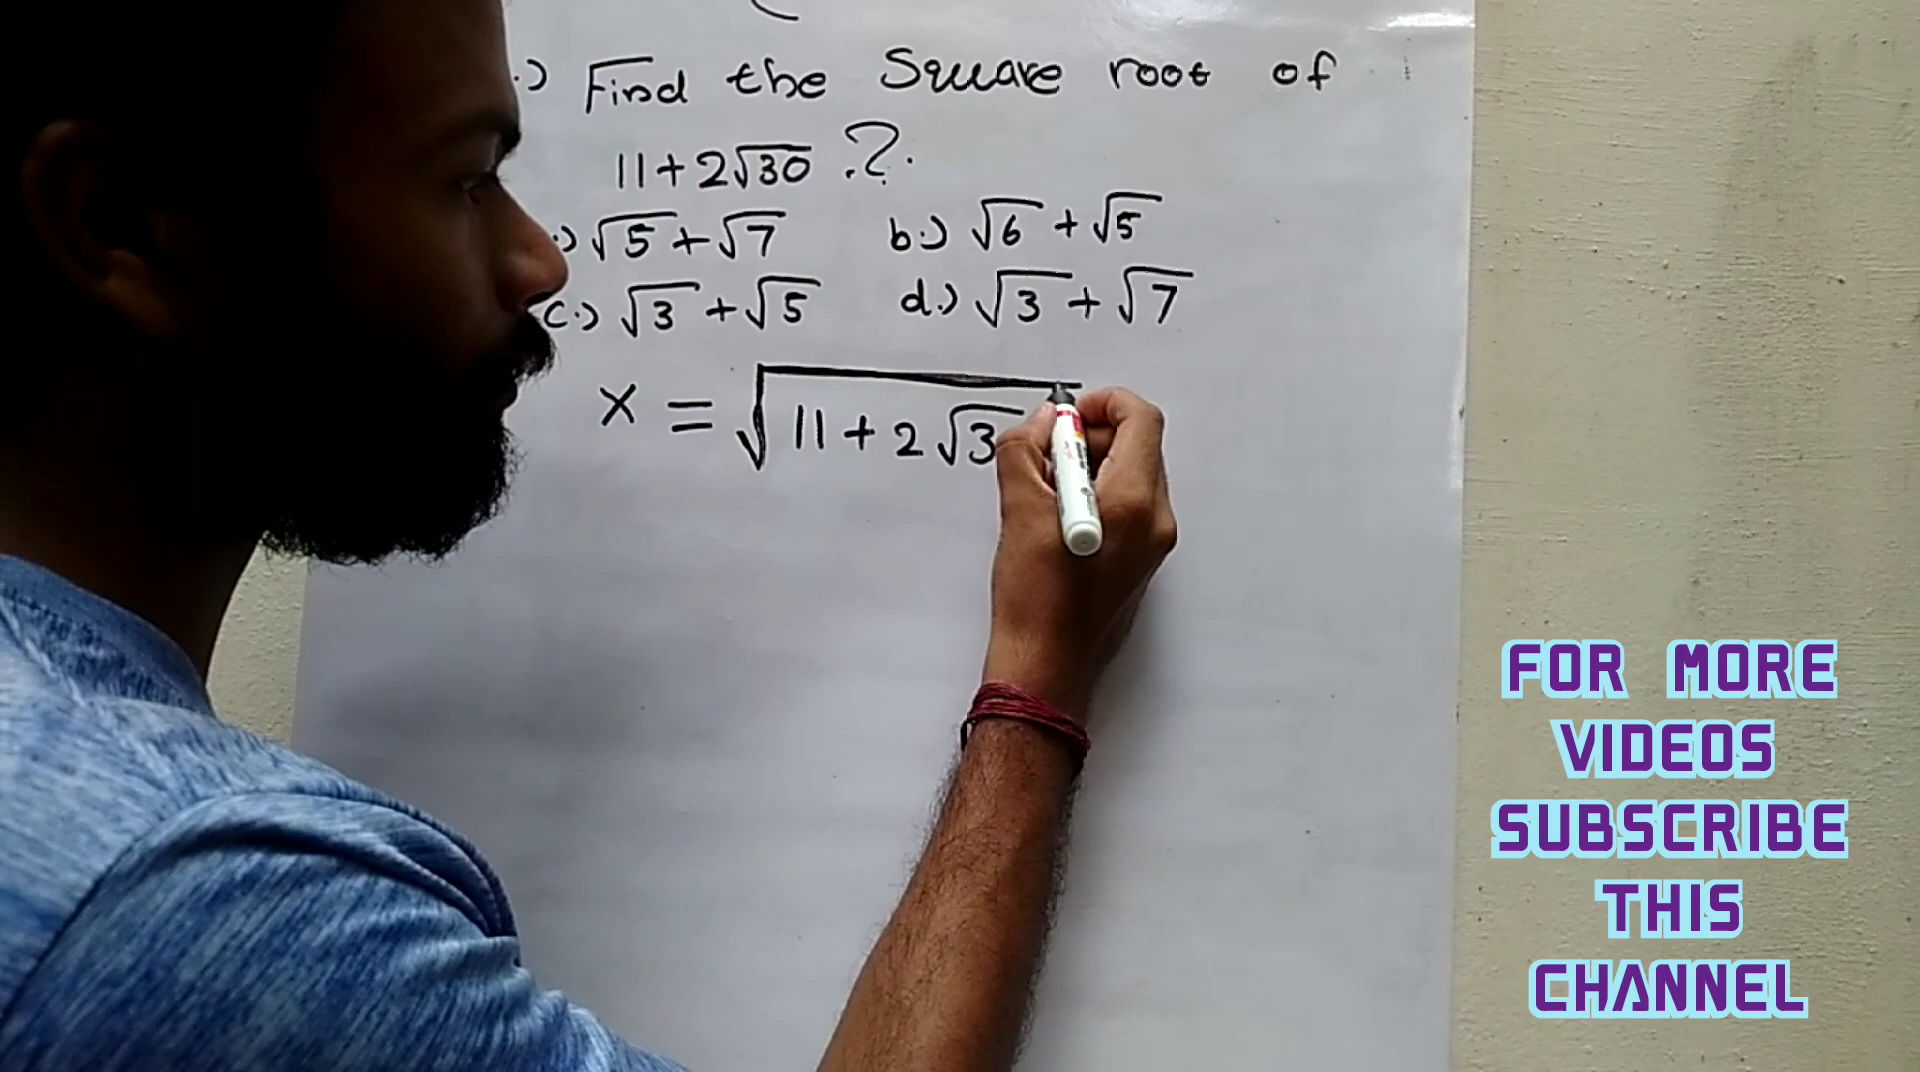 .) Find the Square root of
11+2√30 ?
.) √5+√7 b.) √6+√5
c.) √3+√5 d.) √3+√7
x = √11+2√3
FOR MORE
VIDEOS
SUBSCRIBE
THIS
CHANNEL